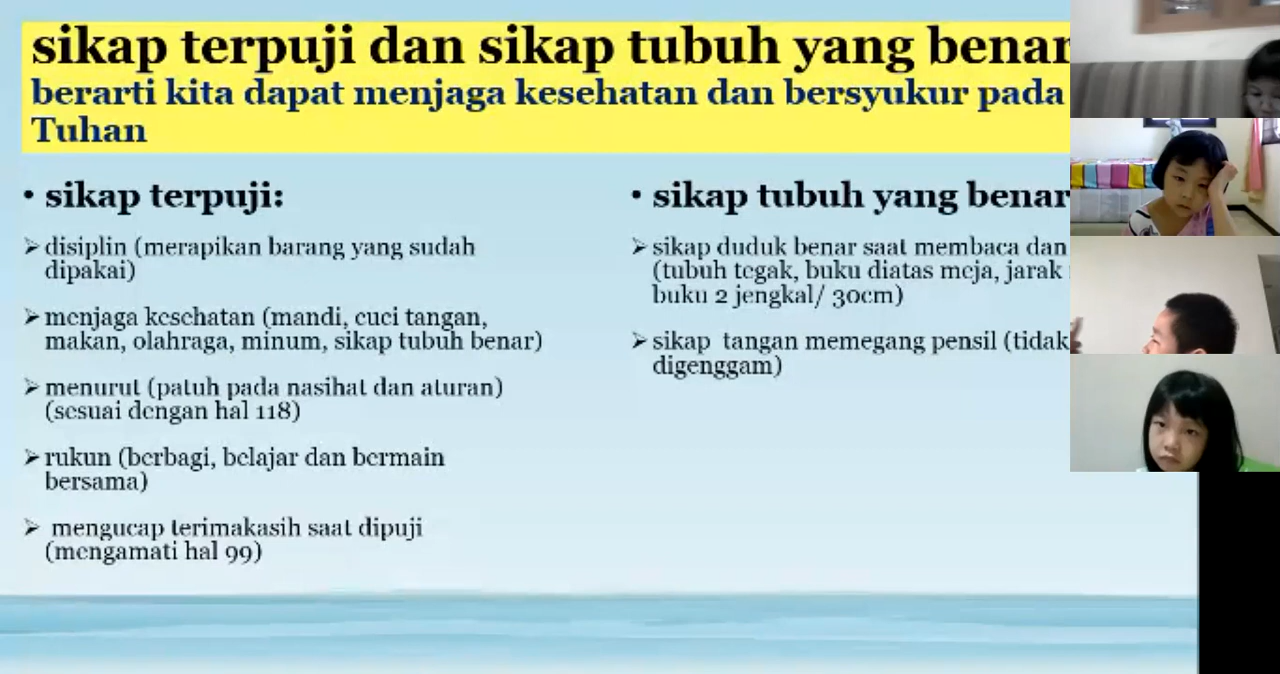 sikap terpuji dan sikap tubuh yang benar
berarti kita dapat menjaga kesehatan dan bersyukur pada
Tuhan
• sikap terpuji:
➢ disiplin (merapikan barang yang sudah
dipakai)
➢ menjaga kesehatan (mandi, cuci tangan,
makan, olahraga, minum, sikap tubuh benar)
➢ menurut (patuh pada nasihat dan aturan)
(sesuai dengan hal 118)
➢ rukun (berbagi, belajar dan bermain
bersama)
➢ mengucap terimakasih saat dipuji
(mengamati hal 99)
• sikap tubuh yang benar
➢ sikap duduk benar saat membaca dan
(tubuh tegak, buku diatas meja, jarak
buku 2 jengkal/ 30cm)
➢ sikap tangan memegang pensil (tidak
digenggam)